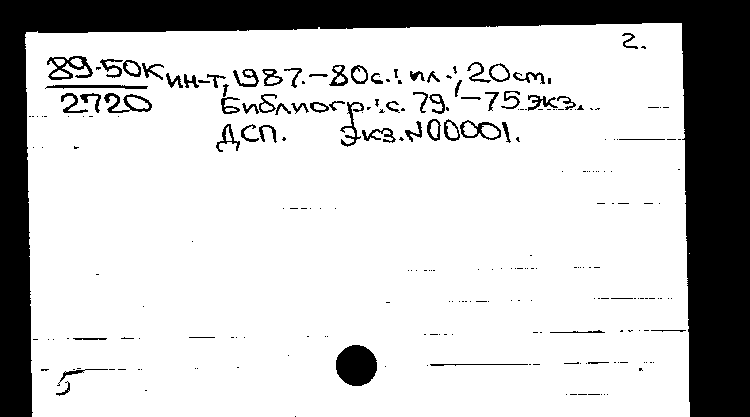 2.
89-50к ин-т, 1987.-80с.: ил.; 20см.
2720 Библиогр.: с. 79. -75 экз.
ДСП. Экз.N00001.
5